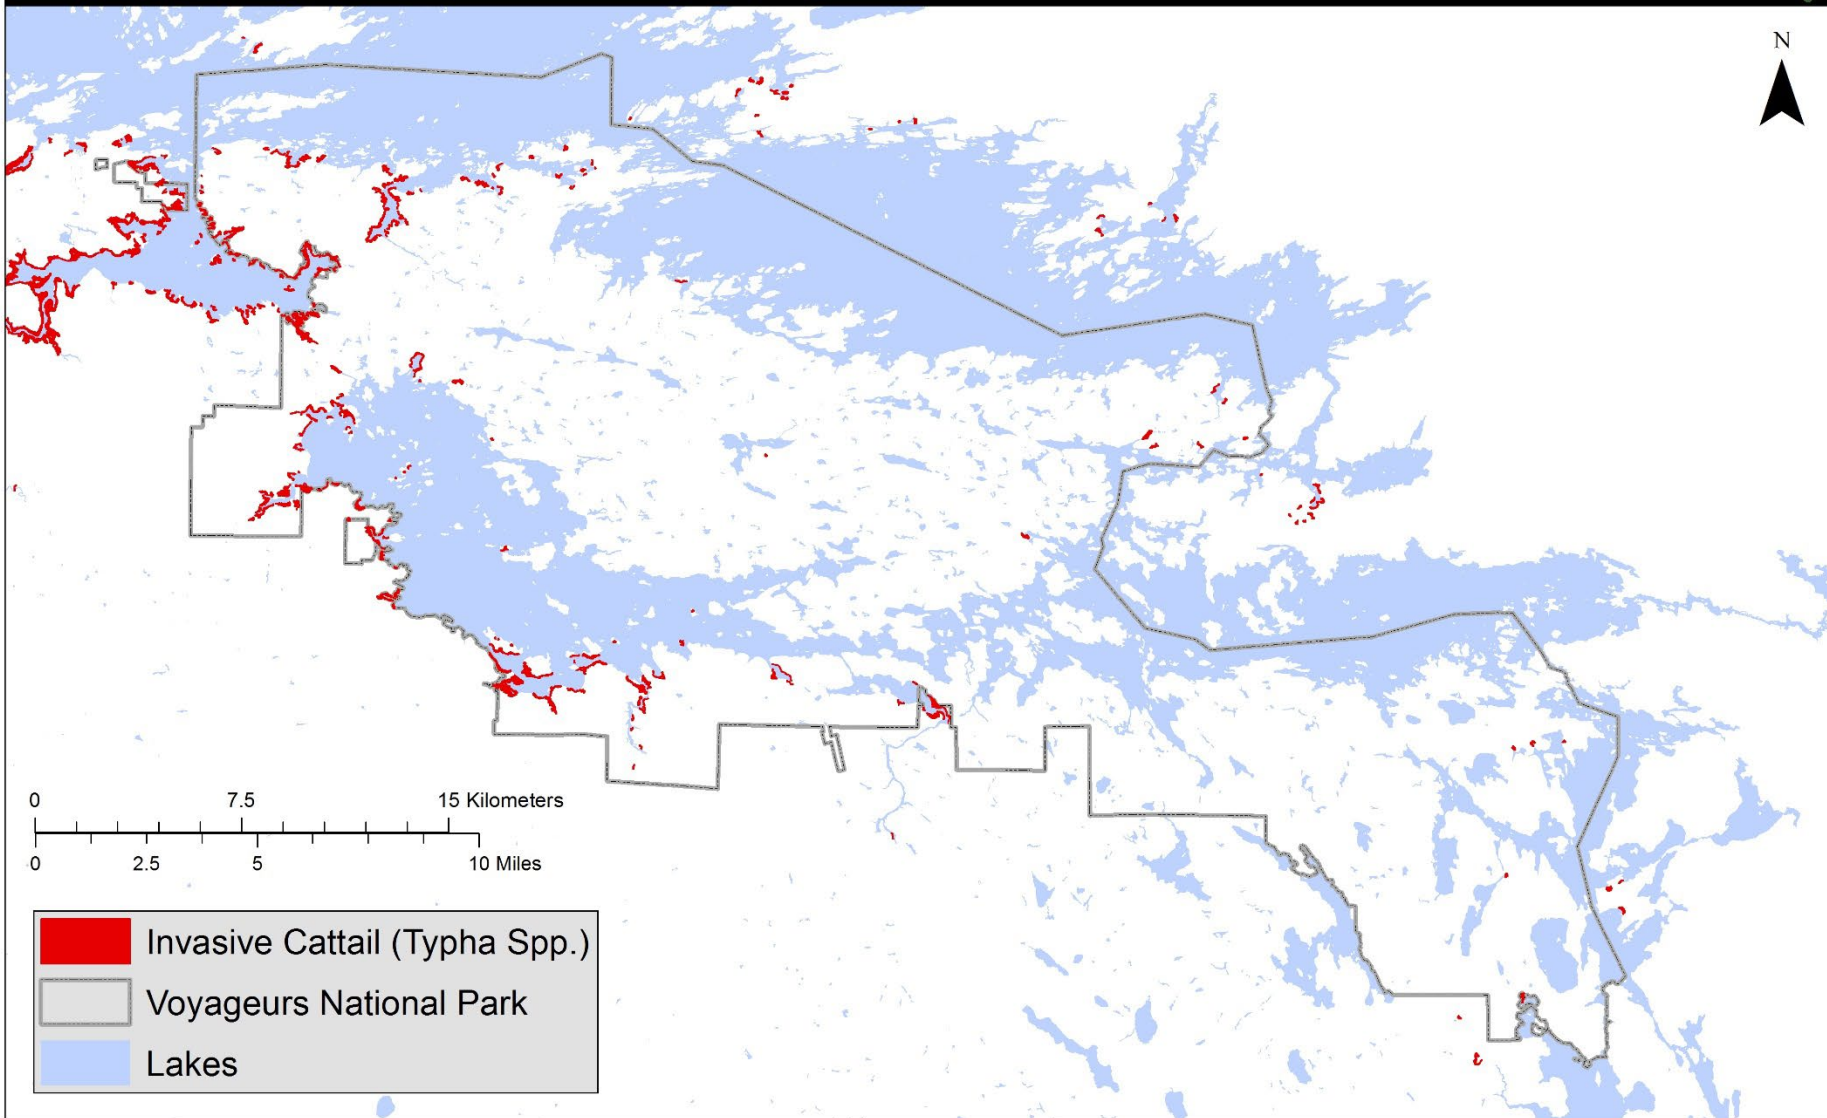 N
0 7.5 15 Kilometers
0 2.5 5 10 Miles
Invasive Cattail (Typha Spp.)
Voyageurs National Park
Lakes